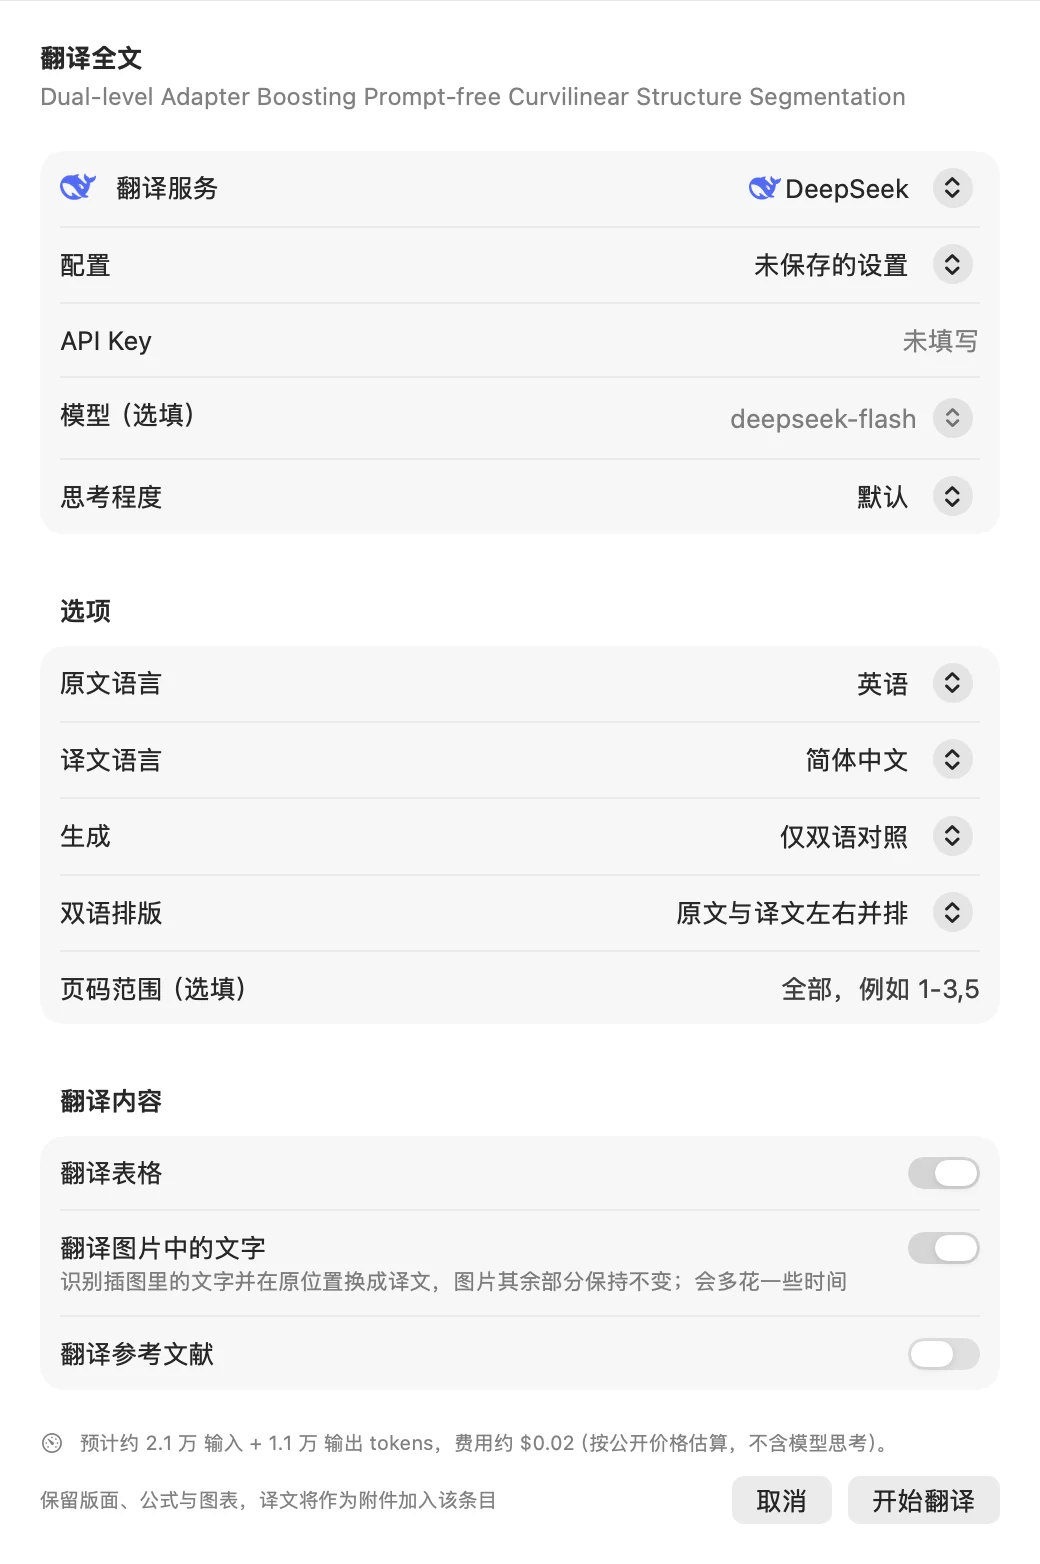 翻译全文
Dual-level Adapter Boosting Prompt-free Curvilinear Structure Segmentation
翻译服务 DeepSeek
配置 未保存的设置
API Key 未填写
模型（选填） deepseek-flash
思考程度 默认
选项
原文语言 英语
译文语言 简体中文
生成 仅双语对照
双语排版 原文与译文左右并排
页码范围（选填） 全部，例如 1-3,5
翻译内容
翻译表格
翻译图片中的文字
识别插图里的文字并在原位置换成译文，图片其余部分保持不变；会多花一些时间
翻译参考文献
预计约 2.1 万 输入 + 1.1 万 输出 tokens，费用约 $0.02（按公开价格估算，不含模型思考）。
保留版面、公式与图表，译文将作为附件加入该条目 取消 开始翻译